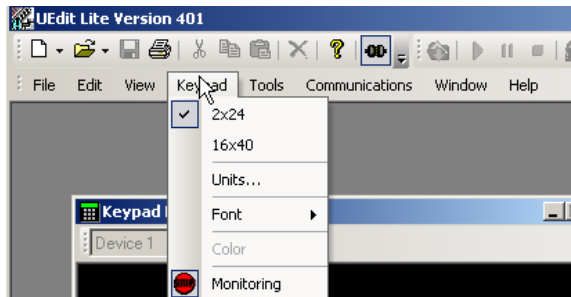 UEdit Lite Version 401
File Edit View Keypad Tools Communications Window Help
2x24
16x40
Units...
Font
Color
Monitoring
STOP
Keypad
Device 1